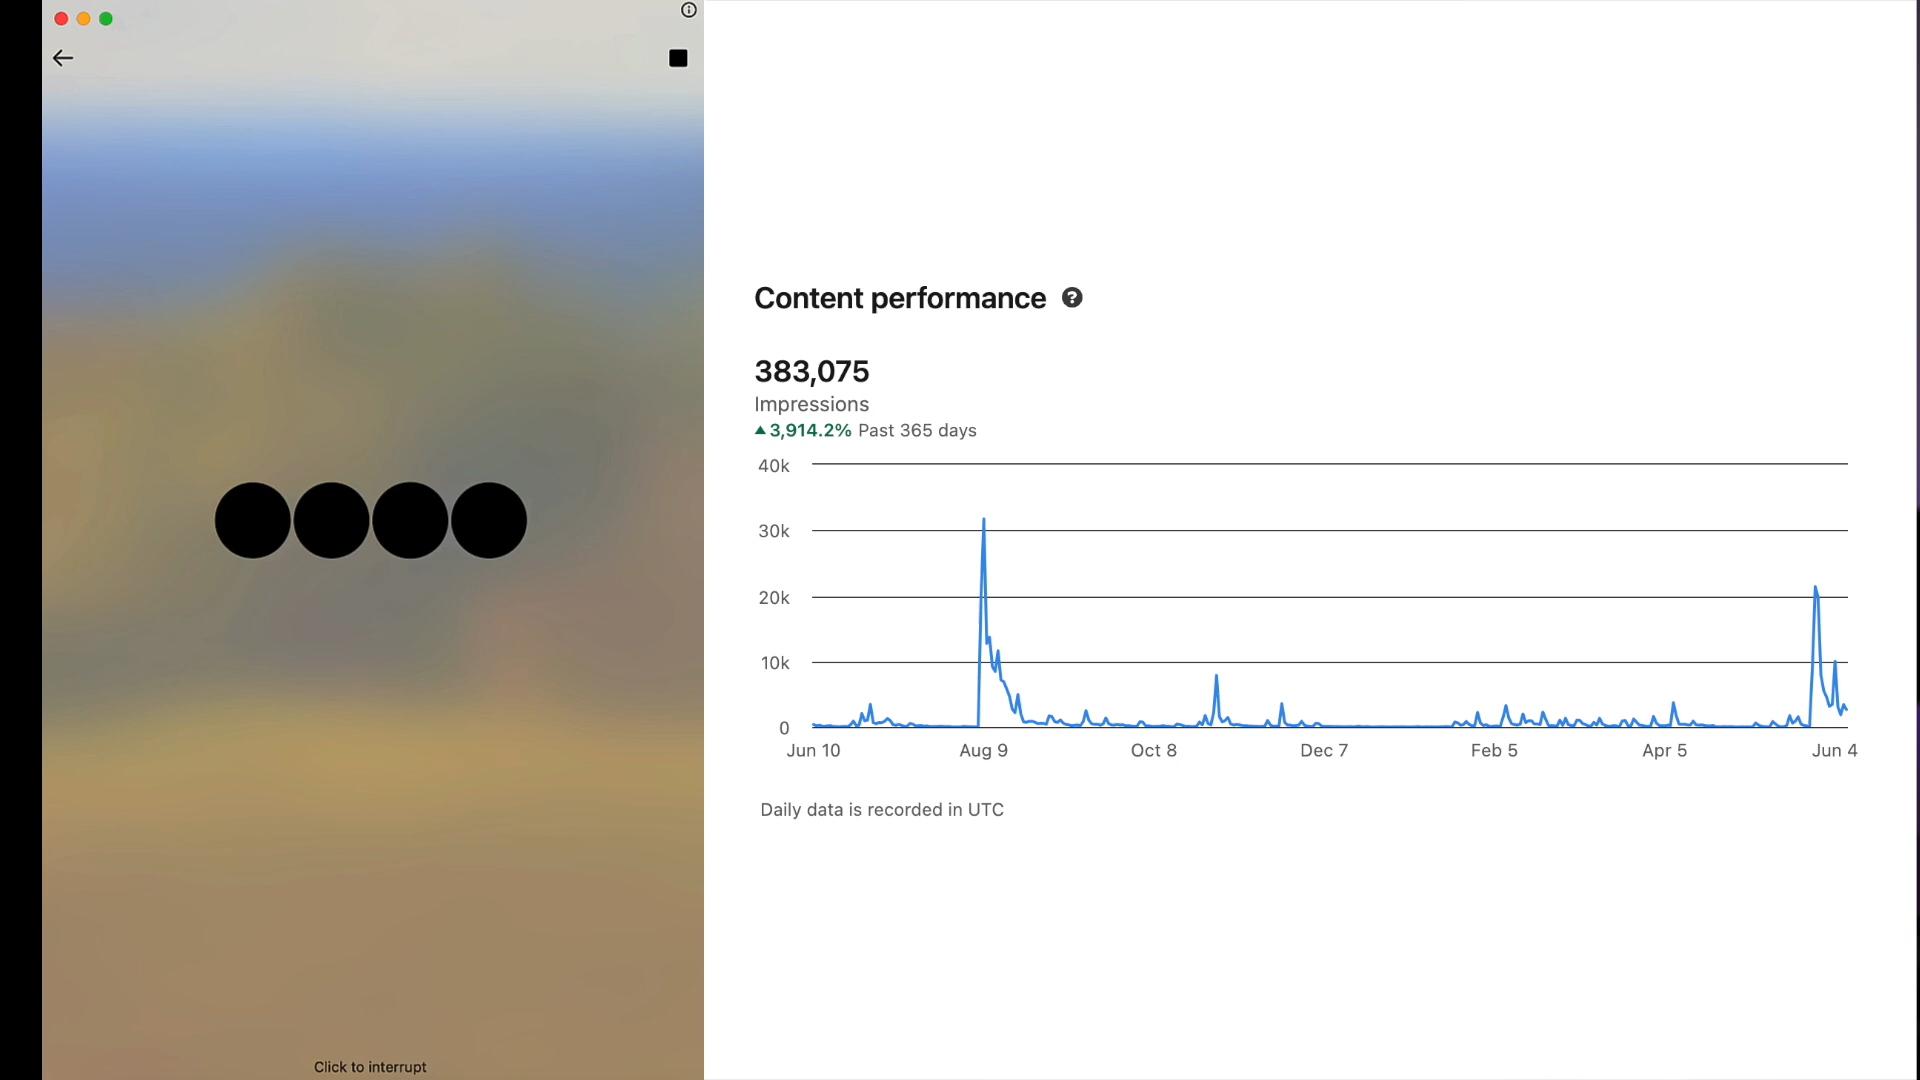 Click to interrupt
Content performance
383,075
Impressions
3,914.2% Past 365 days
40k
30k
20k
10k
0
Jun 10 Aug 9 Oct 8 Dec 7 Feb 5 Apr 5 Jun 4
Daily data is recorded in UTC